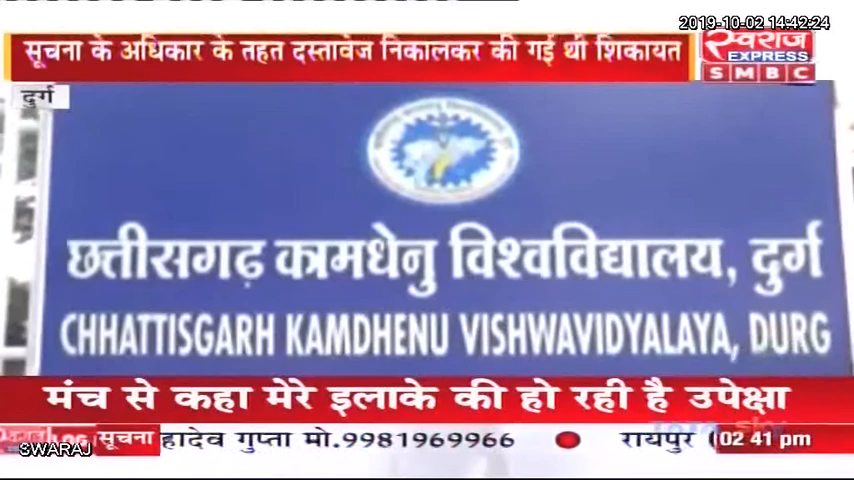 2019-10-02 14:42:24
सूचना के अधिकार के तहत दस्तावेज निकालकर की गई थी शिकायत
स्वराज
EXPRESS
SMBC
दुर्ग
छत्तीसगढ़ कामधेनु विश्वविद्यालय, दुर्ग
CHHATTISGARH KAMDHENU VISHWAVIDYALAYA, DURG
मंच से कहा मेरे इलाके की हो रही है उपेक्षा
सूचना हादेव गुप्ता मो.9981969966 रायपुर 02 41 pm
SWARAJ